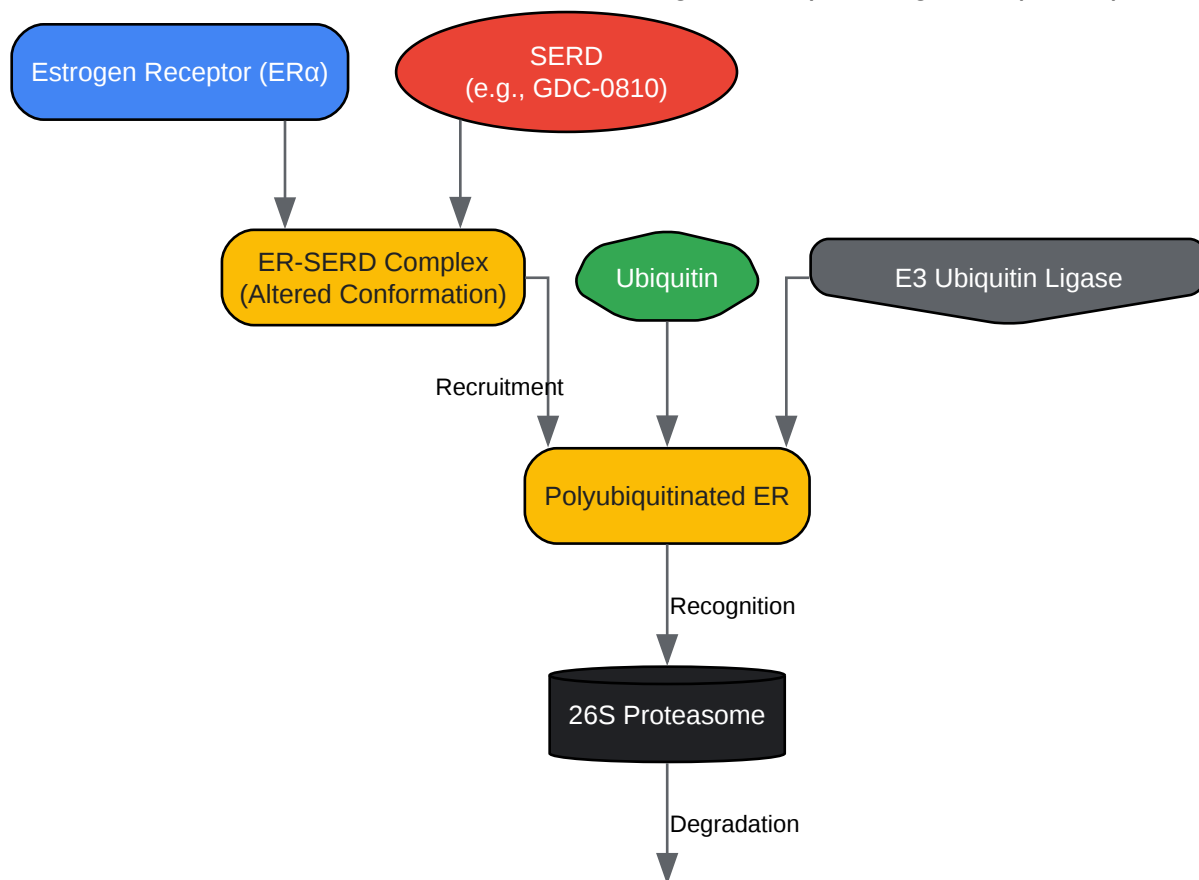 Estrogen Receptor (ERα)
SERD
(e.g., GDC-0810)
ER-SERD Complex
(Altered Conformation)
Ubiquitin
E3 Ubiquitin Ligase
Recruitment
Polyubiquitinated ER
Recognition
26S Proteasome
Degradation